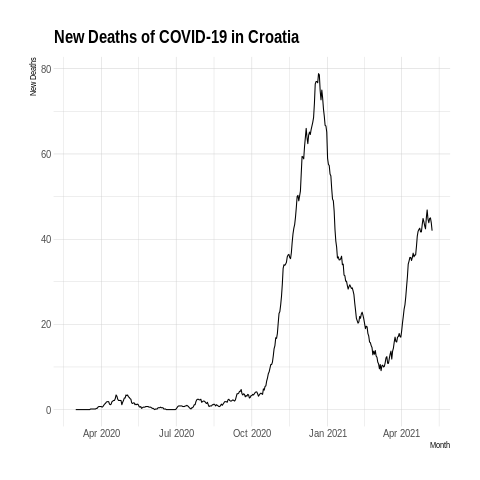 New Deaths of COVID-19 in Croatia
New Deaths
80
60
40
20
0
Apr 2020 Jul 2020 Oct 2020 Jan 2021 Apr 2021
Month